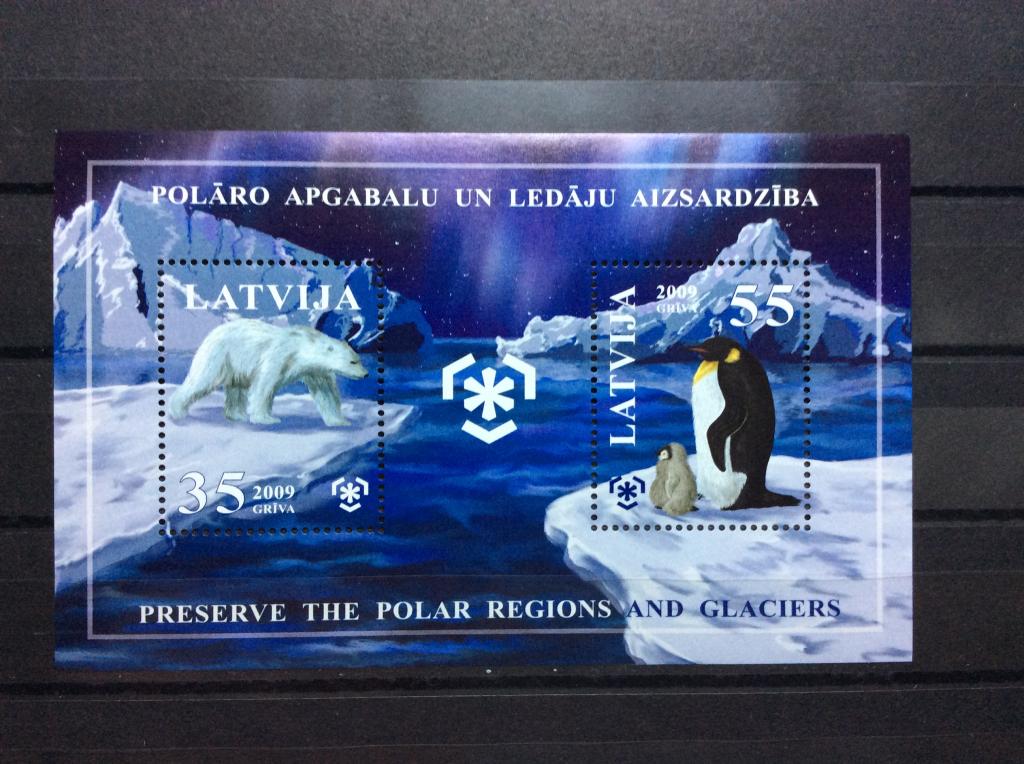 POLĀRO APGABALU UN LEDĀJU AIZSARDZĪBA
LATVIJA
35 2009
GRĪVA
LATVIJA
2009
GRĪVA
55
PRESERVE THE POLAR REGIONS AND GLACIERS